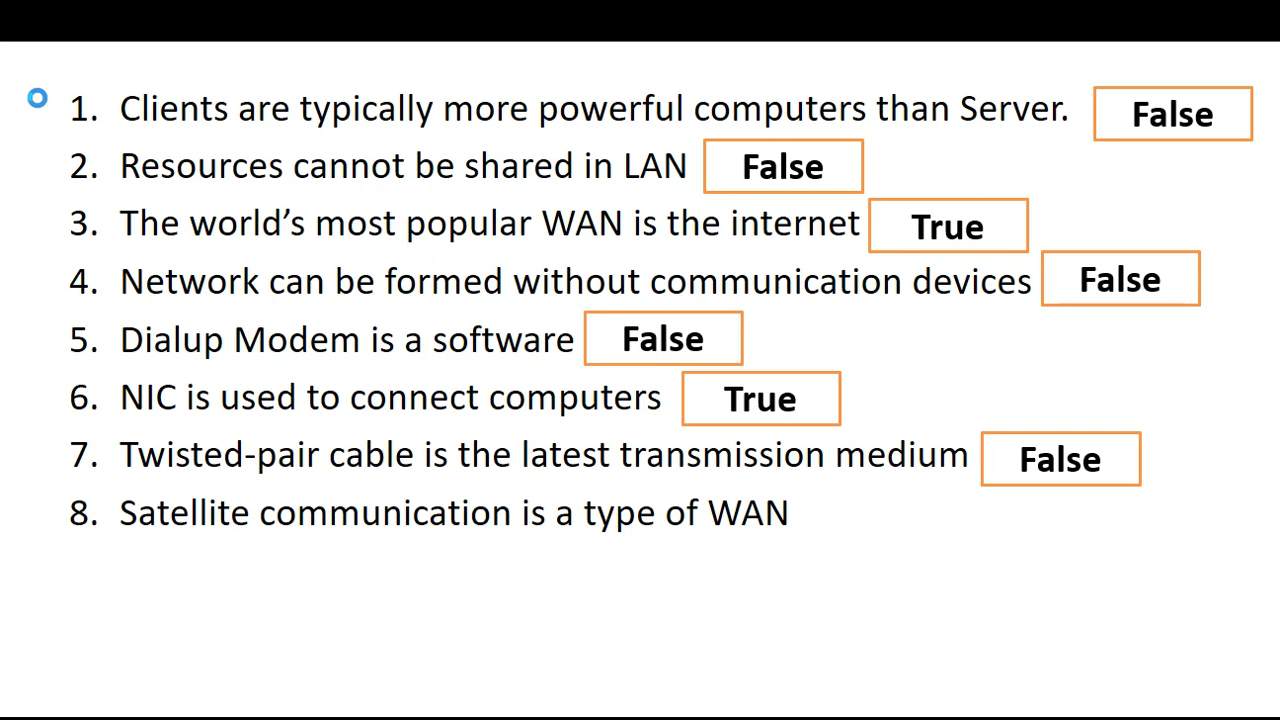 1. Clients are typically more powerful computers than Server. False
2. Resources cannot be shared in LAN False
3. The world’s most popular WAN is the internet True
4. Network can be formed without communication devices False
5. Dialup Modem is a software False
6. NIC is used to connect computers True
7. Twisted-pair cable is the latest transmission medium False
8. Satellite communication is a type of WAN